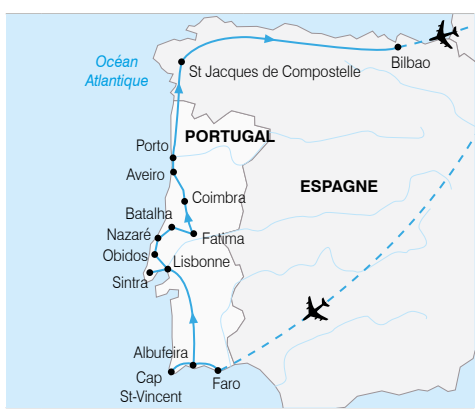 Océan
Atlantique
St Jacques de Compostelle
Bilbao
PORTUGAL
Porto
Aveiro
ESPAGNE
Coimbra
Batalha
Nazaré
Fatima
Obidos
Lisbonne
Sintra
Albufeira
Cap
St-Vincent
Faro